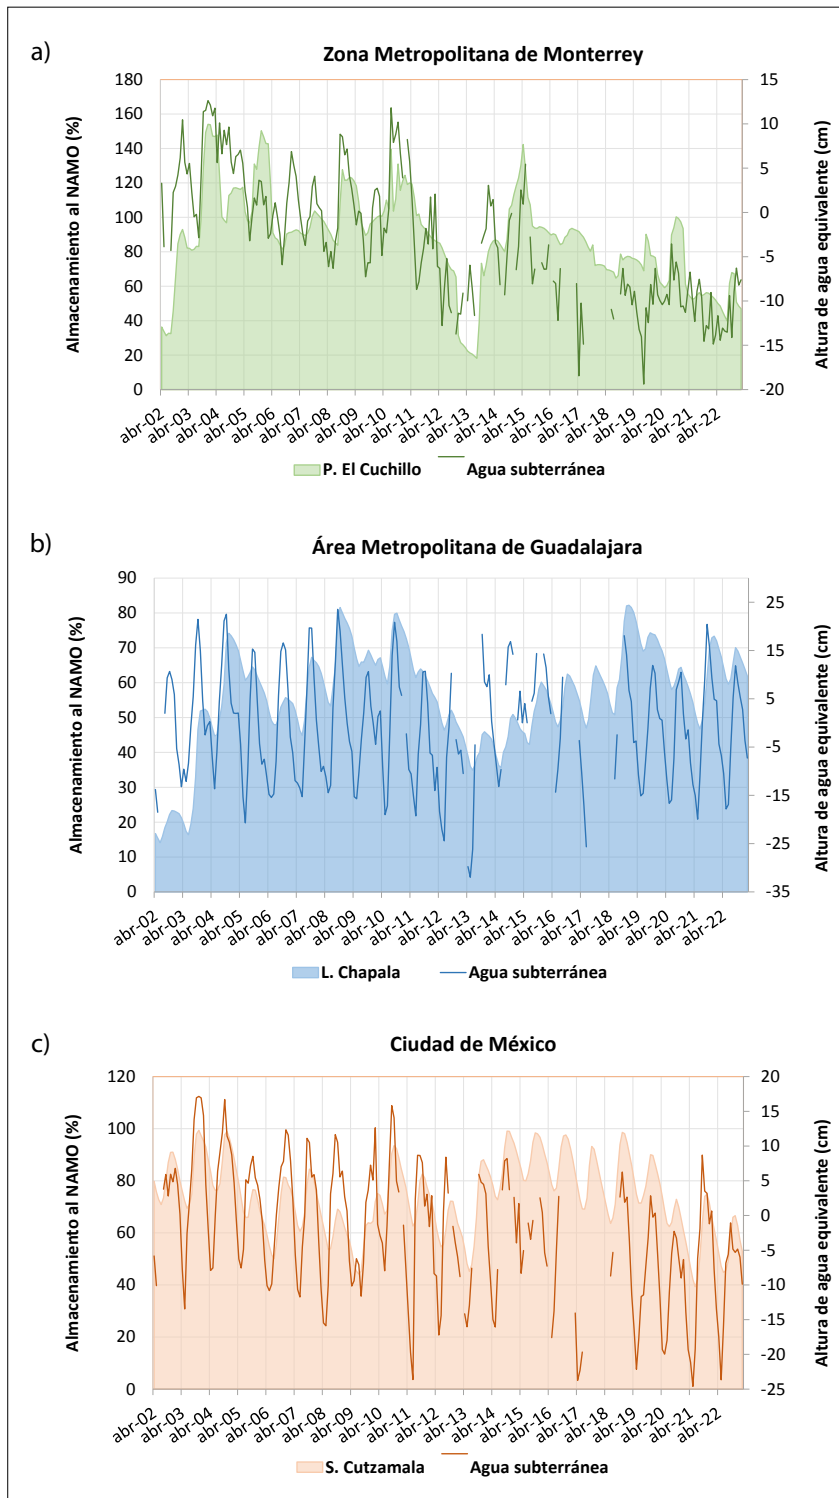 a)
Zona Metropolitana de Monterrey
Almacenamiento al NAMO (%)
180
160
140
120
100
80
60
40
20
0
15
10
5
0
-5
-10
-15
-20
Altura de agua equivalente (cm)
abr-02
abr-03
abr-04
abr-05
abr-06
abr-07
abr-08
abr-09
abr-10
abr-11
abr-12
abr-13
abr-14
abr-15
abr-16
abr-17
abr-18
abr-19
abr-20
abr-21
abr-22
P. El Cuchillo
Agua subterránea
b)
Área Metropolitana de Guadalajara
Almacenamiento al NAMO (%)
90
80
70
60
50
40
30
20
10
0
25
15
5
-5
-15
-25
-35
Altura de agua equivalente (cm)
abr-02
abr-03
abr-04
abr-05
abr-06
abr-07
abr-08
abr-09
abr-10
abr-11
abr-12
abr-13
abr-14
abr-15
abr-16
abr-17
abr-18
abr-19
abr-20
abr-21
abr-22
L. Chapala
Agua subterránea
c)
Ciudad de México
Almacenamiento al NAMO (%)
120
100
80
60
40
20
0
20
15
10
5
0
-5
-10
-15
-20
-25
Altura de agua equivalente (cm)
abr-02
abr-03
abr-04
abr-05
abr-06
abr-07
abr-08
abr-09
abr-10
abr-11
abr-12
abr-13
abr-14
abr-15
abr-16
abr-17
abr-18
abr-19
abr-20
abr-21
abr-22
S. Cutzamala
Agua subterránea